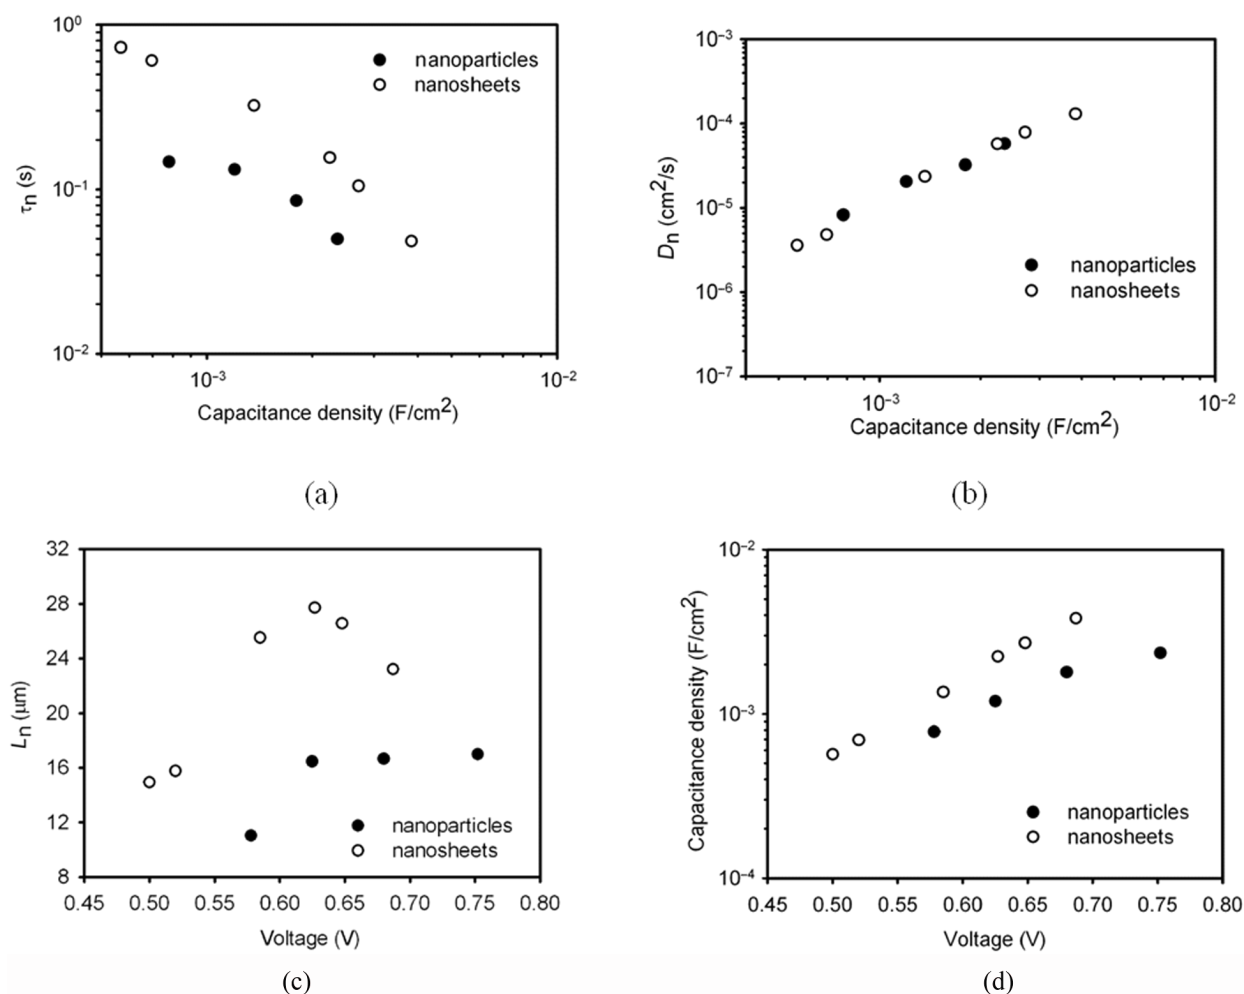 10⁰
10⁻¹
10⁻²
τn (s)
nanoparticles
nanosheets
10⁻³ 10⁻²
Capacitance density (F/cm²)
(a)
10⁻³
10⁻⁴
10⁻⁵
10⁻⁶
10⁻⁷
Dn (cm²/s)
nanoparticles
nanosheets
10⁻³ 10⁻²
Capacitance density (F/cm²)
(b)
32
28
24
20
16
12
8
Ln (µm)
nanoparticles
nanosheets
0.45 0.50 0.55 0.60 0.65 0.70 0.75 0.80
Voltage (V)
(c)
10⁻²
10⁻³
10⁻⁴
Capacitance density (F/cm²)
nanoparticles
nanosheets
0.45 0.50 0.55 0.60 0.65 0.70 0.75 0.80
Voltage (V)
(d)